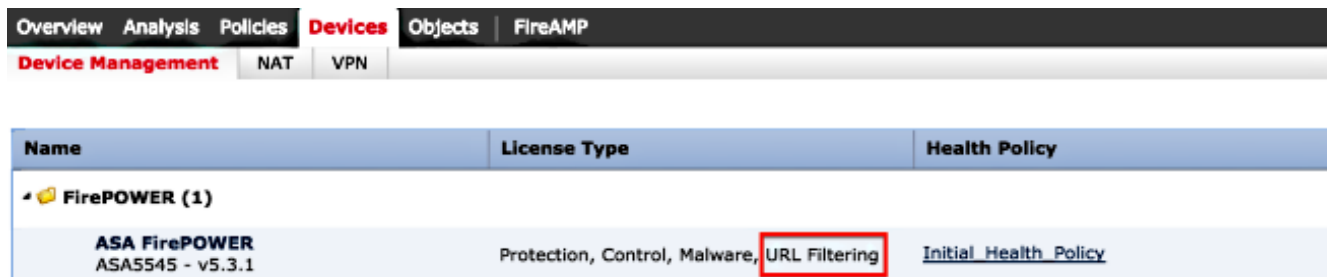 Overview Analysis Policies Devices Objects FireAMP
Device Management NAT VPN
Name License Type Health Policy
FirePOWER (1)
ASA FirePOWER
ASA5545 - v5.3.1
Protection, Control, Malware, URL Filtering
Initial_Health_Policy